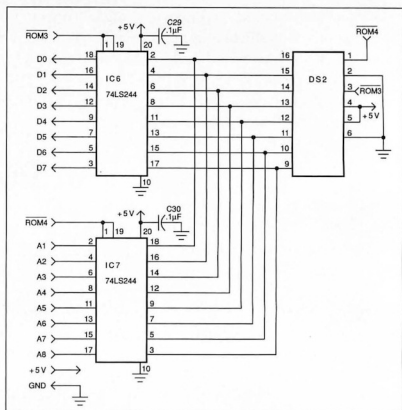 ROM3 +5V C29
.1µF ROM4
1 19 20
D0 18 2 16 1
D1 16 IC6 4 15 DS2 2
D2 14 74LS244 6 14 3 ROM3
D3 12 8 13 4
D4 9 11 12 5 +5V
D5 7 13 11 6
D6 5 15 10
D7 3 17 9
10
+5V C30
.1µF
ROM4
1 19 20
A1 2 IC7 18
A2 4 74LS244 16
A3 6 14
A4 8 12
A5 11 9
A6 13 7
A7 15 5
A8 17 3
+5V 10
GND